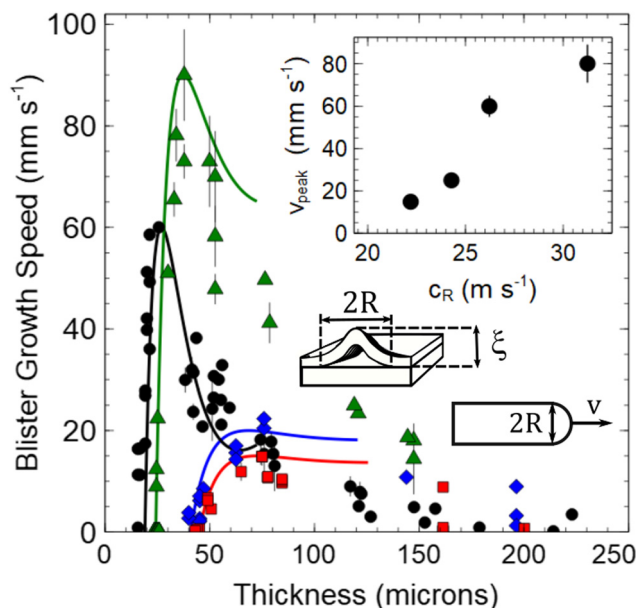 Blister Growth Speed (mm s⁻¹)
100
80
60
40
20
0
0
50
100
150
200
250
Thickness (microns)
v_peak (mm s⁻¹)
80
60
40
20
0
20
25
30
c_R (m s⁻¹)
2R
ξ
2R
v